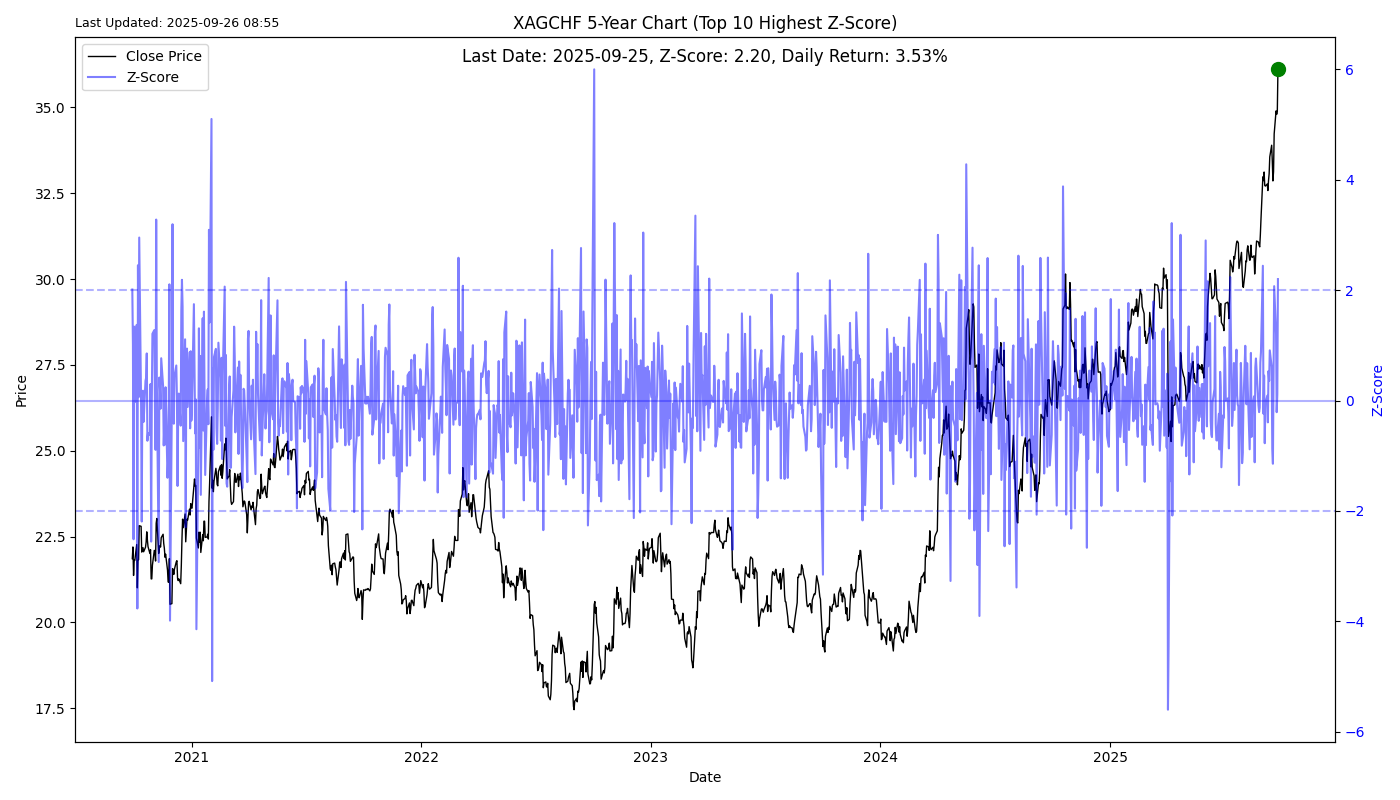 Last Updated: 2025-09-26 08:55
XAGCHF 5-Year Chart (Top 10 Highest Z-Score)
Last Date: 2025-09-25, Z-Score: 2.20, Daily Return: 3.53%
Close Price
Z-Score
35.0
32.5
30.0
27.5
25.0
22.5
20.0
17.5
Price
6
4
2
0
−2
−4
−6
Z-Score
2021
2022
2023
2024
2025
Date